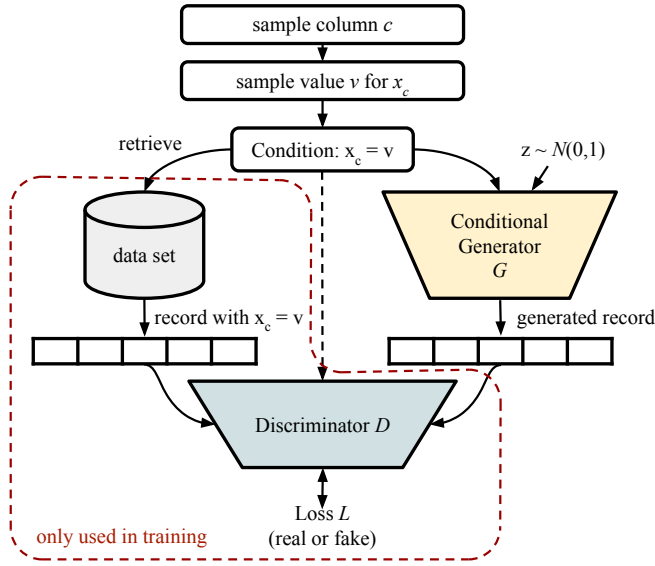 sample column c
sample value v for x_c
retrieve
Condition: x_c = v
z ~ N(0,1)
data set
Conditional
Generator
G
record with x_c = v
generated record
Discriminator D
Loss L
(real or fake)
only used in training